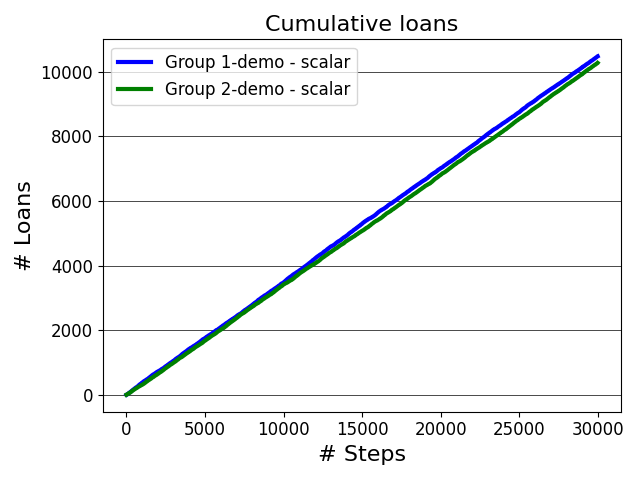 Cumulative loans
Group 1-demo - scalar
Group 2-demo - scalar
# Loans
10000
8000
6000
4000
2000
0
0 5000 10000 15000 20000 25000 30000
# Steps